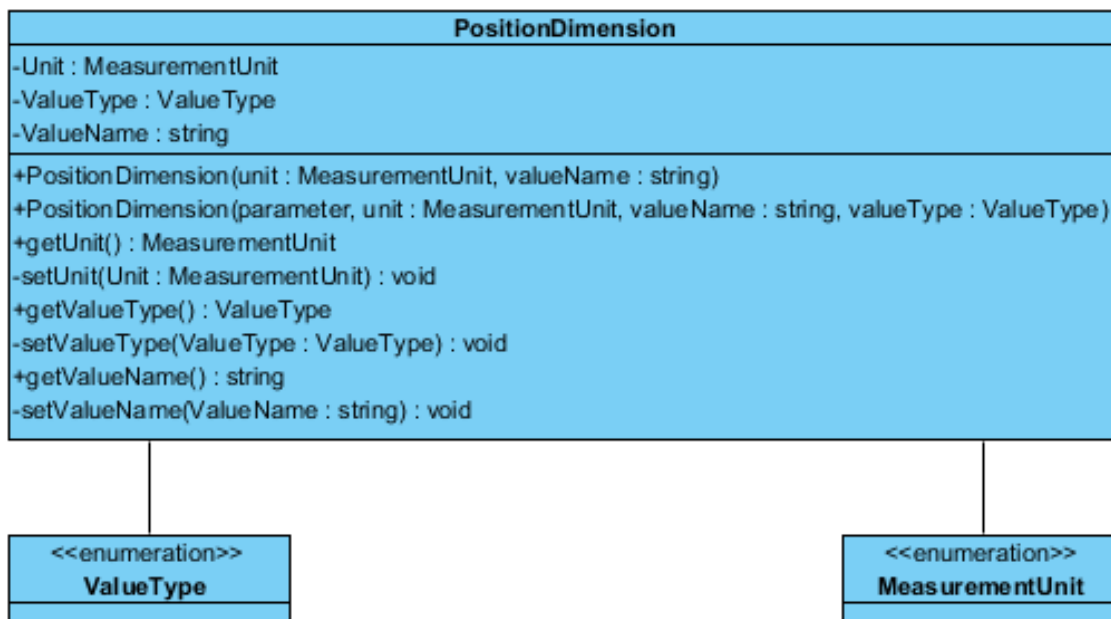 PositionDimension
-Unit : MeasurementUnit
-ValueType : ValueType
-ValueName : string
+PositionDimension(unit : MeasurementUnit, valueName : string)
+PositionDimension(parameter, unit : MeasurementUnit, valueName : string, valueType : ValueType)
+getUnit() : MeasurementUnit
-setUnit(Unit : MeasurementUnit) : void
+getValueType() : ValueType
-setValueType(ValueType : ValueType) : void
+getValueName() : string
-setValueName(ValueName : string) : void
<<enumeration>>
ValueType
<<enumeration>>
MeasurementUnit